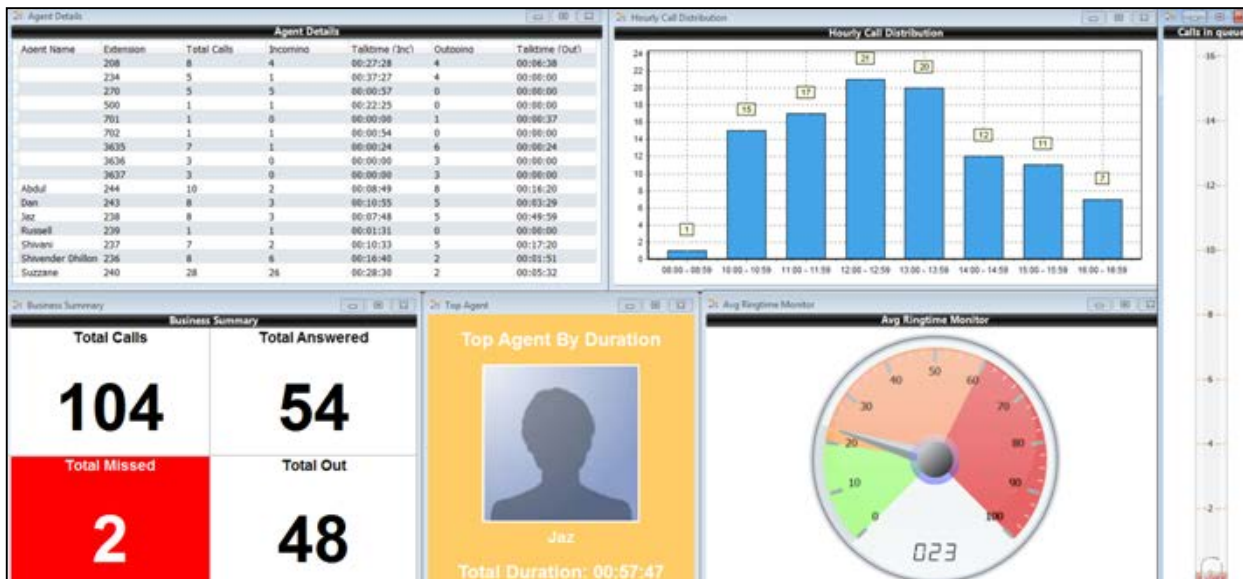 Agent Details
Agent Details
Agent Name Extension Total Calls Incoming Talktime (Inc) Outgoing Talktime (Out)
208 8 4 00:27:28 4 00:06:38
234 5 1 00:37:27 4 00:00:00
270 5 5 00:00:57 0 00:00:00
500 1 1 00:22:25 0 00:00:00
701 1 0 00:00:00 1 00:00:37
702 1 1 00:00:54 0 00:00:00
3635 7 1 00:00:24 6 00:00:24
3636 3 0 00:00:00 3 00:00:00
3637 3 0 00:00:00 3 00:00:00
Abdul 244 10 2 00:08:49 8 00:16:20
Dan 243 8 3 00:10:55 5 00:03:29
Jaz 238 8 3 00:07:48 5 00:49:59
Russell 239 1 1 00:01:31 0 00:00:00
Shivani 237 7 2 00:10:33 5 00:17:20
Shivender Dhillon 236 8 6 00:16:40 2 00:01:51
Suzzane 240 28 26 00:28:30 2 00:05:32
Hourly Call Distribution
Hourly Call Distribution
24
22
20
18
16
14
12
10
8
6
4
2
0
1 15 17 21 20 12 11 7
08:00 - 08:59 10:00 - 10:59 11:00 - 11:59 12:00 - 12:59 13:00 - 13:59 14:00 - 14:59 15:00 - 15:59 16:00 - 16:59
Calls in queue
16
14
12
10
8
6
4
2
Business Summary
Business Summary
Total Calls Total Answered
104 54
Total Missed Total Out
2 48
Top Agent
Top Agent By Duration
Jaz
Total Duration: 00:57:47
Avg Ringtime Monitor
Avg Ringtime Monitor
0 10 20 30 40 50 60 70 80 90 100
023